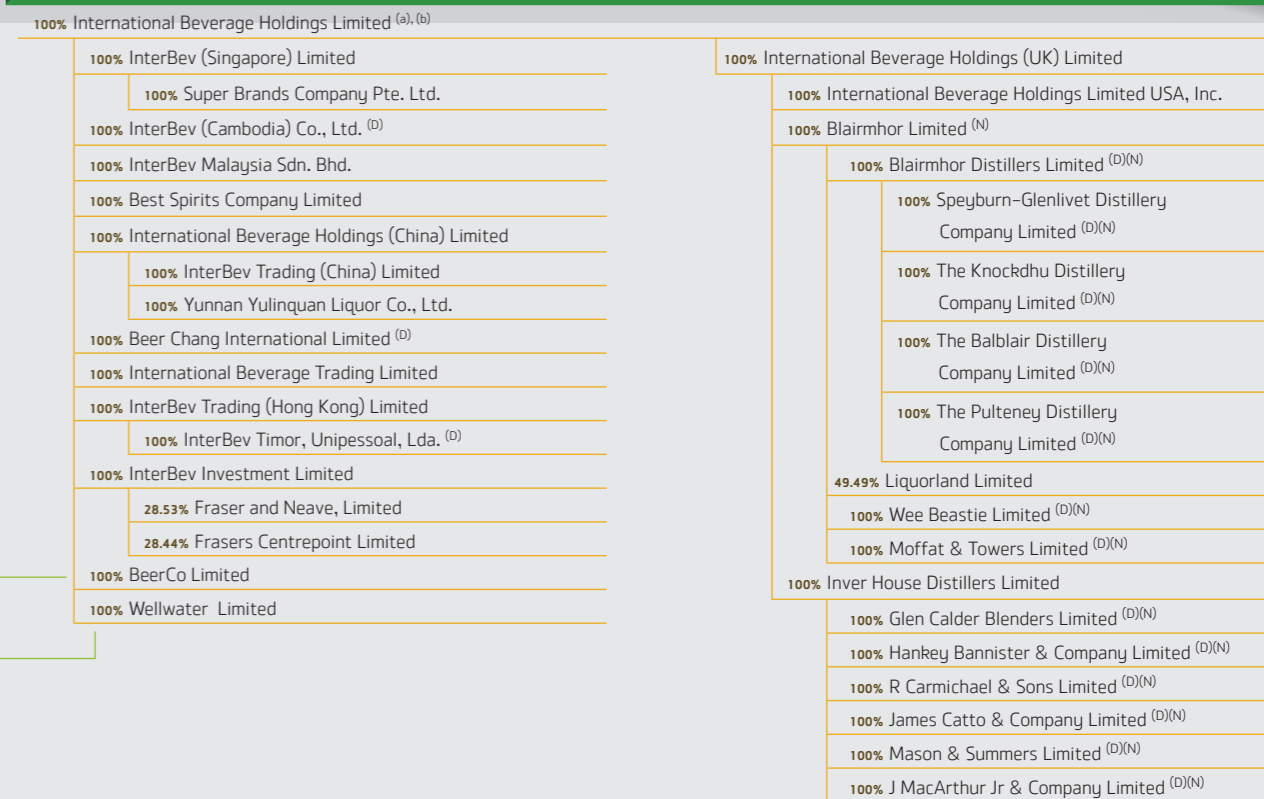 100% International Beverage Holdings Limited (a), (b)
100% InterBev (Singapore) Limited
100% Super Brands Company Pte. Ltd.
100% InterBev (Cambodia) Co., Ltd. (D)
100% InterBev Malaysia Sdn. Bhd.
100% Best Spirits Company Limited
100% International Beverage Holdings (China) Limited
100% InterBev Trading (China) Limited
100% Yunnan Yulinquan Liquor Co., Ltd.
100% Beer Chang International Limited (D)
100% International Beverage Trading Limited
100% InterBev Trading (Hong Kong) Limited
100% InterBev Timor, Unipessoal, Lda. (D)
100% InterBev Investment Limited
28.53% Fraser and Neave, Limited
28.44% Frasers Centrepoint Limited
100% BeerCo Limited
100% Wellwater Limited
100% International Beverage Holdings (UK) Limited
100% International Beverage Holdings Limited USA, Inc.
100% Blairmhor Limited (N)
100% Blairmhor Distillers Limited (D)(N)
100% Speyburn-Glenlivet Distillery
Company Limited (D)(N)
100% The Knockdhu Distillery
Company Limited (D)(N)
100% The Balblair Distillery
Company Limited (D)(N)
100% The Pulteney Distillery
Company Limited (D)(N)
49.49% Liquorland Limited
100% Wee Beastie Limited (D)(N)
100% Moffat & Towers Limited (D)(N)
100% Inver House Distillers Limited
100% Glen Calder Blenders Limited (D)(N)
100% Hankey Bannister & Company Limited (D)(N)
100% R Carmichael & Sons Limited (D)(N)
100% James Catto & Company Limited (D)(N)
100% Mason & Summers Limited (D)(N)
100% J MacArthur Jr & Company Limited (D)(N)